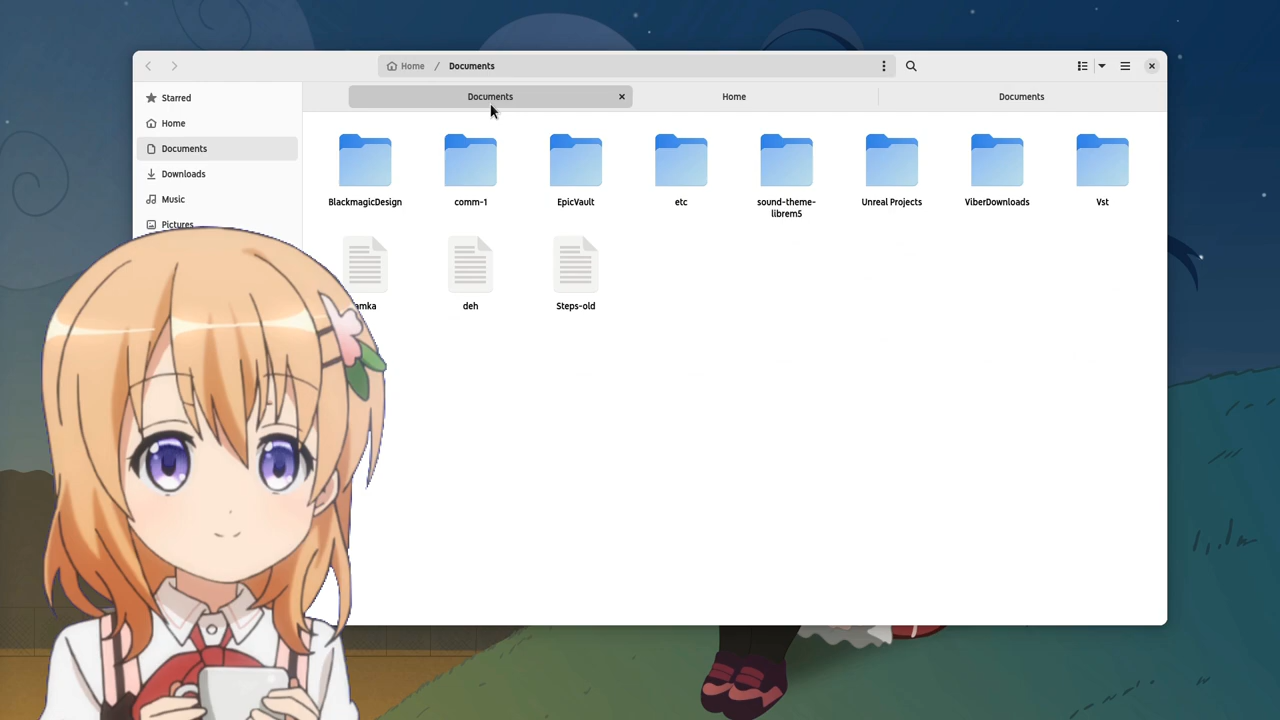 Home / Documents
Documents
Home
Documents
Starred
Home
Documents
Downloads
Music
Pictures
BlackmagicDesign
comm-1
EpicVault
etc
sound-theme-
librem5
Unreal Projects
ViberDownloads
Vst
deh
Steps-old